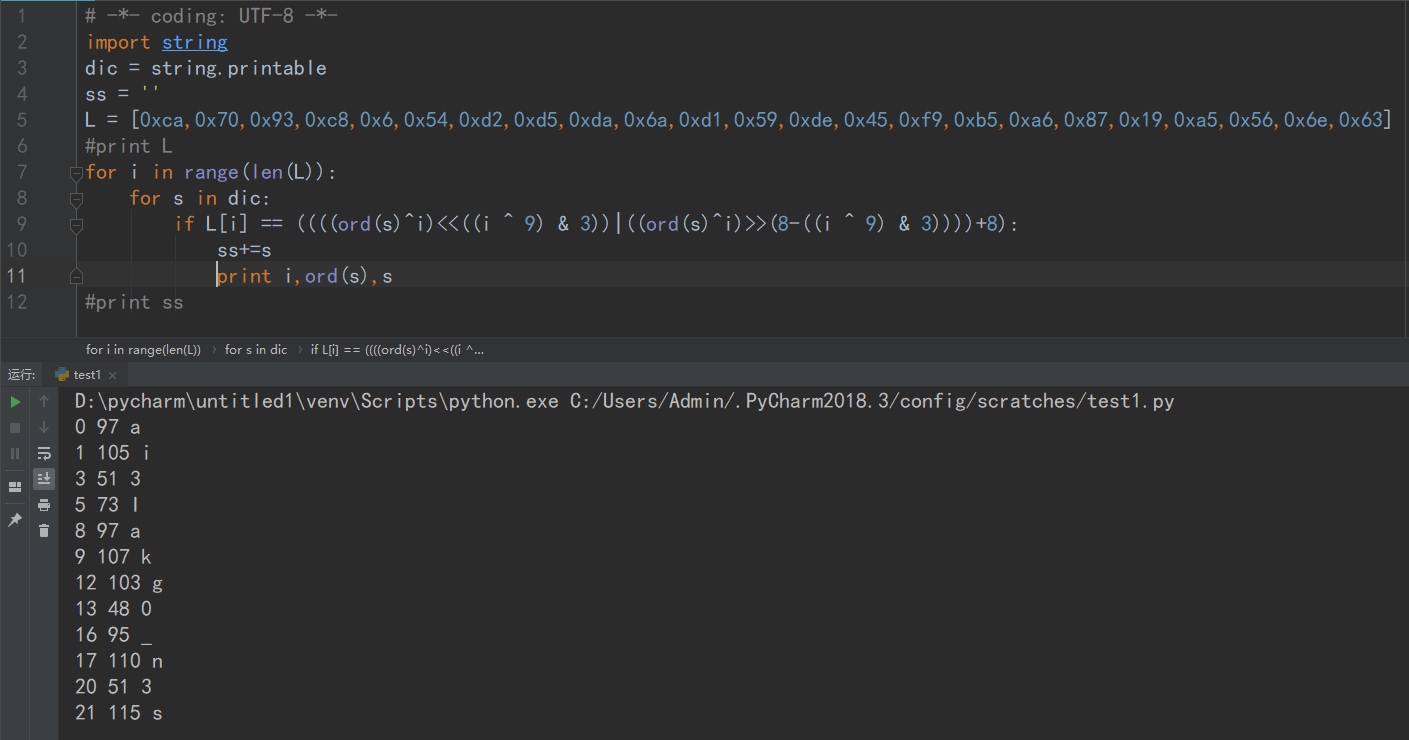 1 # -*- coding: UTF-8 -*-
2 import string
3 dic = string.printable
4 ss = ''
5 L = [0xca,0x70,0x93,0xc8,0x6,0x54,0xd2,0xd5,0xda,0x6a,0xd1,0x59,0xde,0x45,0xf9,0xb5,0xa6,0x87,0x19,0xa5,0x56,0x6e,0x63]
6 #print L
7 for i in range(len(L)):
8     for s in dic:
9         if L[i] == ((((ord(s)^i)<<((i ^ 9) & 3))|((ord(s)^i)>>(8-((i ^ 9) & 3))))+8):
10             ss+=s
11             print i,ord(s),s
12 #print ss
for i in range(len(L)) › for s in dic › if L[i] == ((((ord(s)^i)<<((i ^...
运行: test1 ×
D:\pycharm\untitled1\venv\Scripts\python.exe C:/Users/Admin/.PyCharm2018.3/config/scratches/test1.py
0 97 a
1 105 i
3 51 3
5 73 I
8 97 a
9 107 k
12 103 g
13 48 0
16 95 _
17 110 n
20 51 3
21 115 s